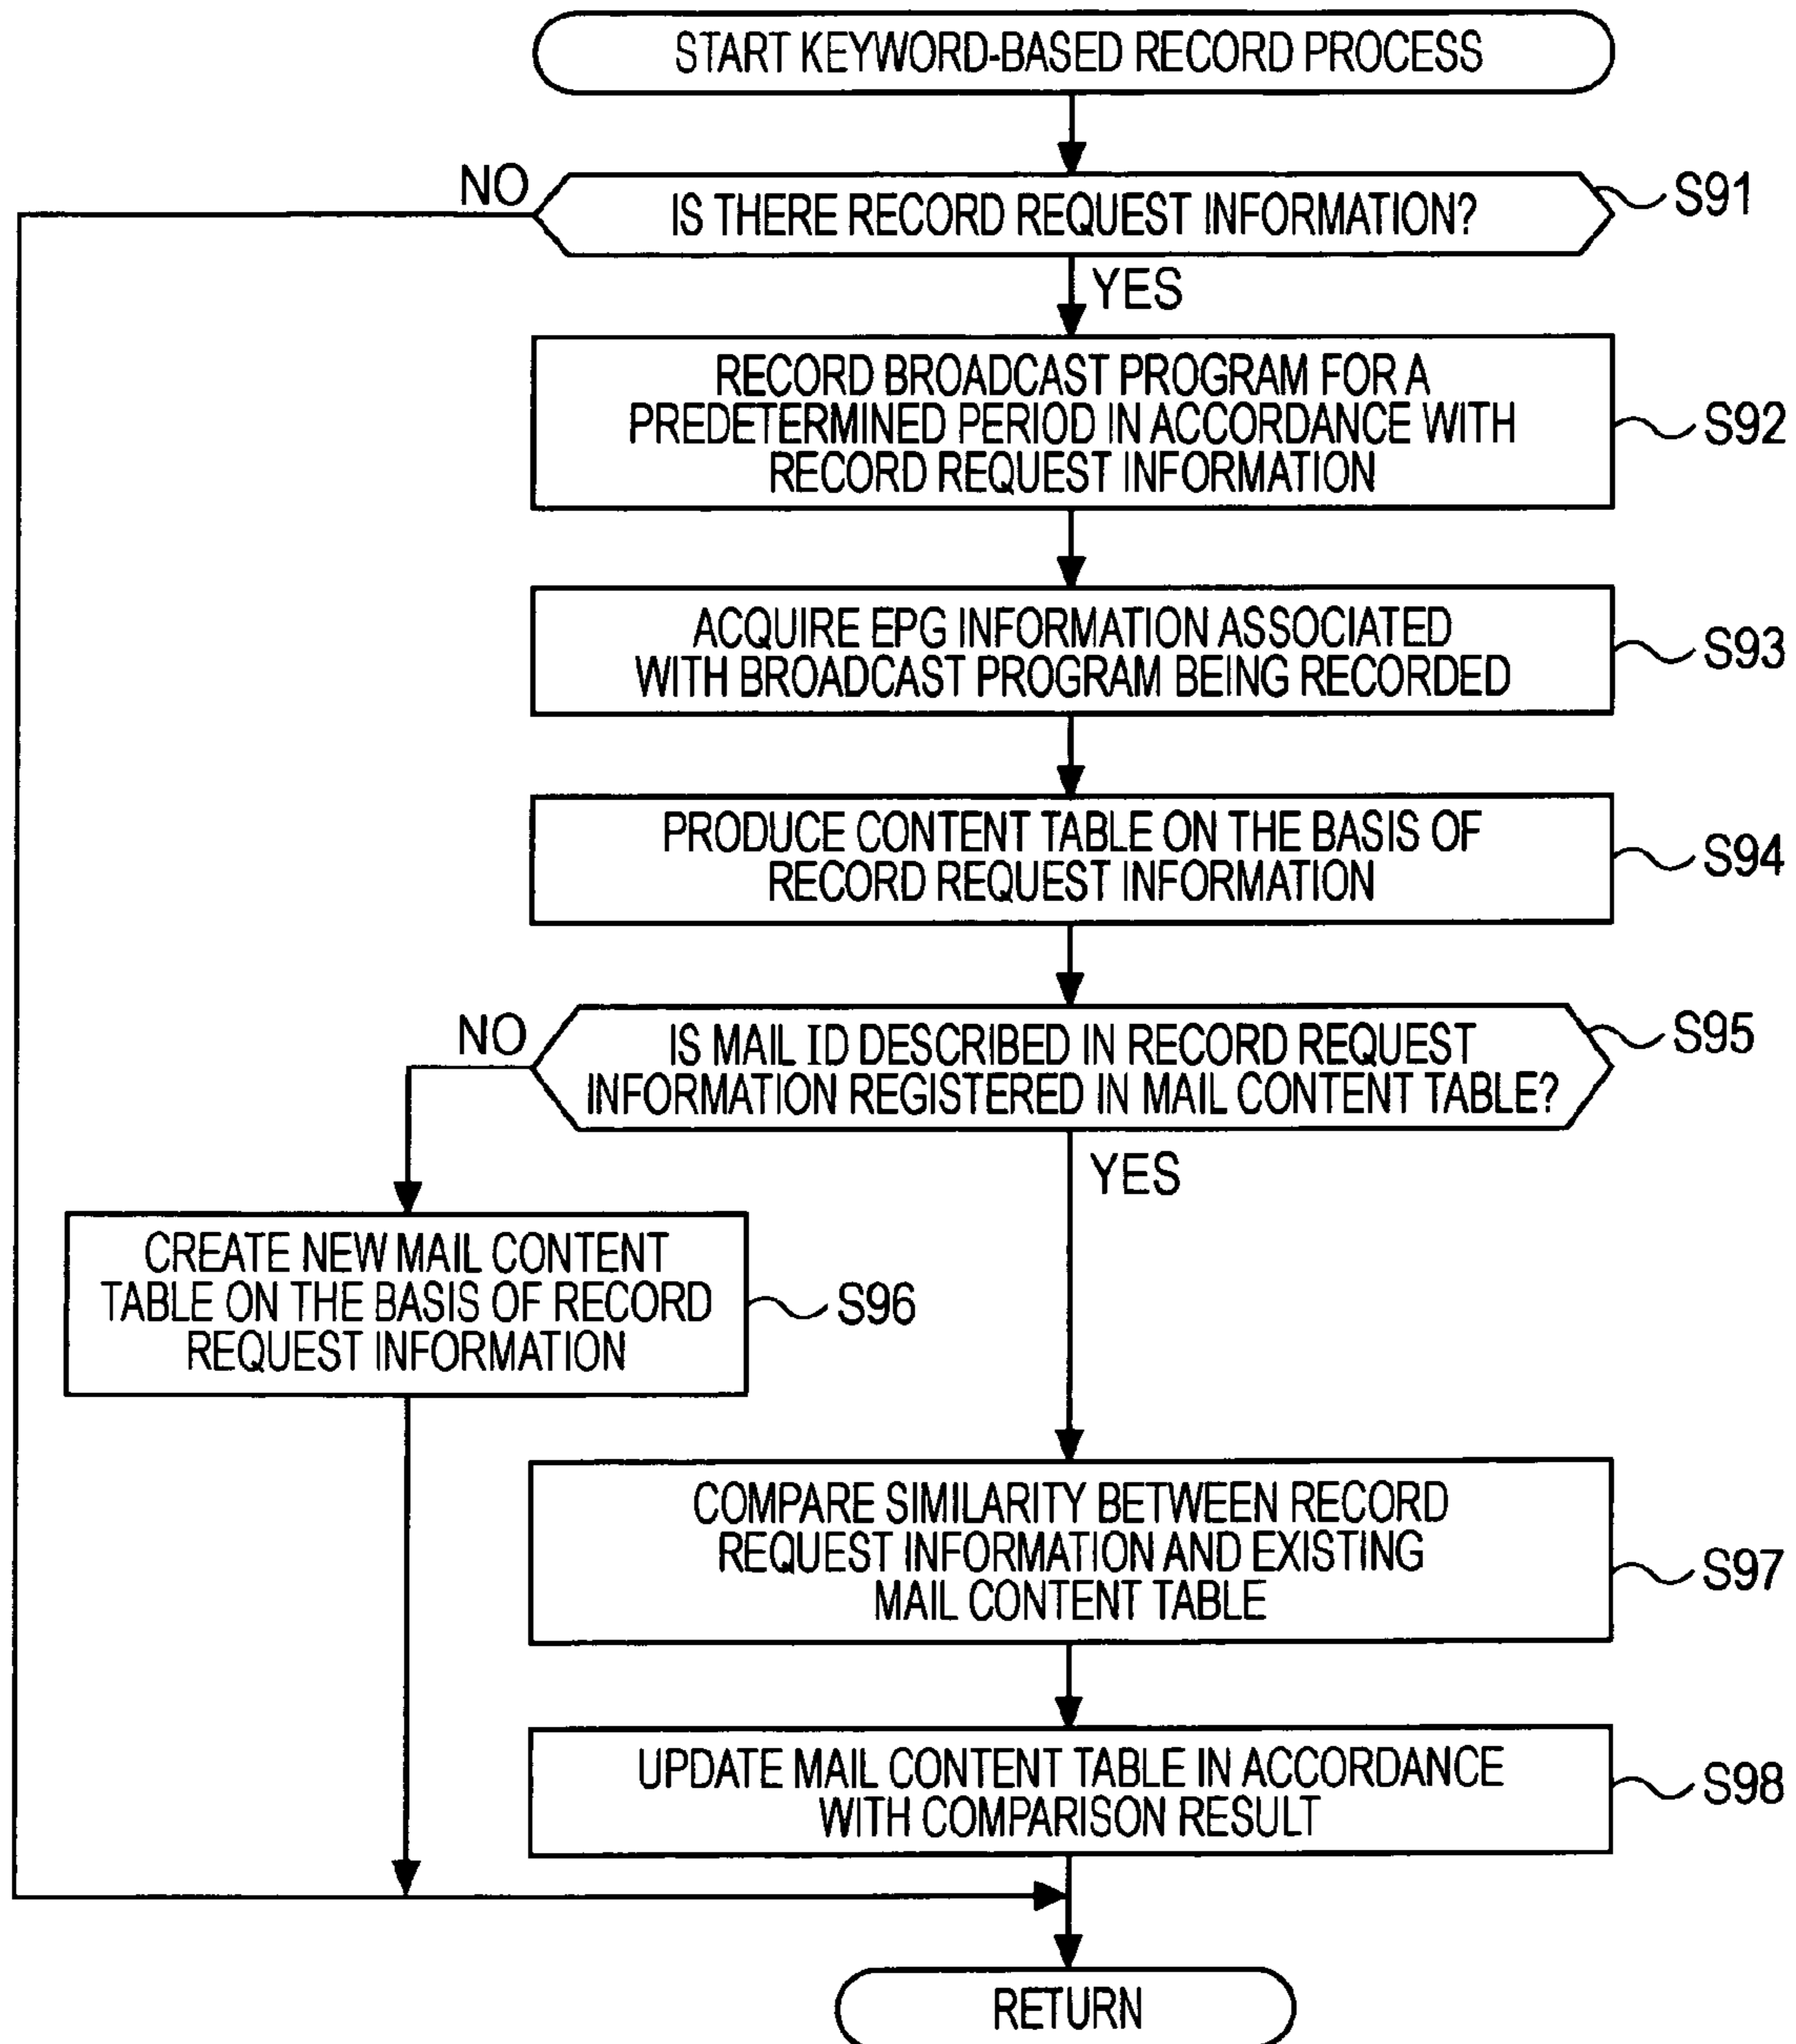 START KEYWORD-BASED RECORD PROCESS
NO
IS THERE RECORD REQUEST INFORMATION?
S91
YES
RECORD BROADCAST PROGRAM FOR A
PREDETERMINED PERIOD IN ACCORDANCE WITH
RECORD REQUEST INFORMATION
S92
ACQUIRE EPG INFORMATION ASSOCIATED
WITH BROADCAST PROGRAM BEING RECORDED
S93
PRODUCE CONTENT TABLE ON THE BASIS OF
RECORD REQUEST INFORMATION
S94
NO
IS MAIL ID DESCRIBED IN RECORD REQUEST
INFORMATION REGISTERED IN MAIL CONTENT TABLE?
S95
YES
CREATE NEW MAIL CONTENT
TABLE ON THE BASIS OF RECORD
REQUEST INFORMATION
S96
COMPARE SIMILARITY BETWEEN RECORD
REQUEST INFORMATION AND EXISTING
MAIL CONTENT TABLE
S97
UPDATE MAIL CONTENT TABLE IN ACCORDANCE
WITH COMPARISON RESULT
S98
RETURN